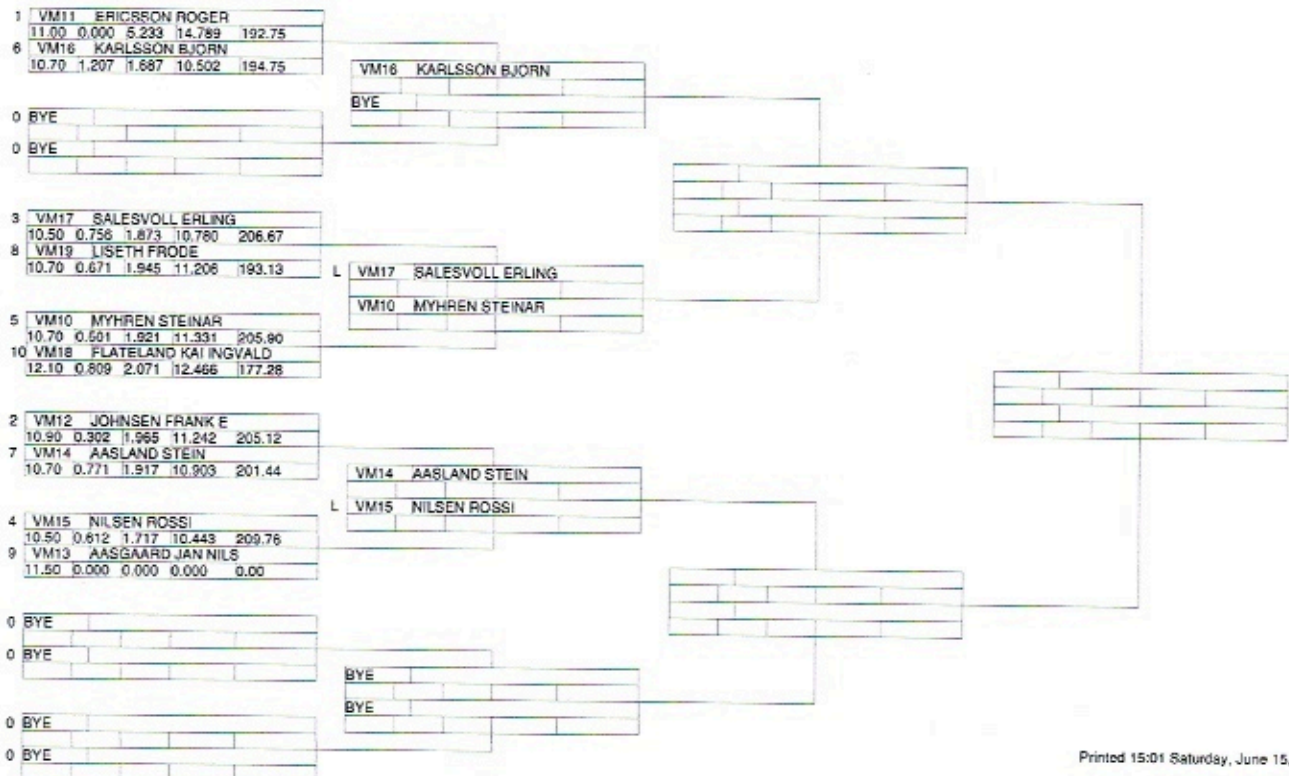 1 VM11 ERICSSON ROGER
11.00 0.000 5.233 14.789 192.75
6 VM16 KARLSSON BJORN
10.70 1.207 1.687 10.502 194.75
VM16 KARLSSON BJORN
BYE
0 BYE
0 BYE
3 VM17 SALESVOLL ERLING
10.50 0.756 1.873 10.780 206.67
8 VM19 LISETH FRODE
10.70 0.671 1.945 11.206 193.13
L VM17 SALESVOLL ERLING
VM10 MYHREN STEINAR
5 VM10 MYHREN STEINAR
10.70 0.501 1.921 11.331 205.90
10 VM18 FLATELAND KAI INGVALD
12.10 0.809 2.071 12.466 177.28
2 VM12 JOHNSEN FRANK E
10.90 0.302 1.965 11.242 205.12
7 VM14 AASLAND STEIN
10.70 0.771 1.917 10.903 201.44
VM14 AASLAND STEIN
L VM15 NILSEN ROSSI
4 VM15 NILSEN ROSSI
10.50 0.612 1.717 10.443 209.76
9 VM13 AASGAARD JAN NILS
11.50 0.000 0.000 0.000 0.00
0 BYE
0 BYE
BYE
BYE
0 BYE
0 BYE
Printed 15:01 Saturday, June 15,